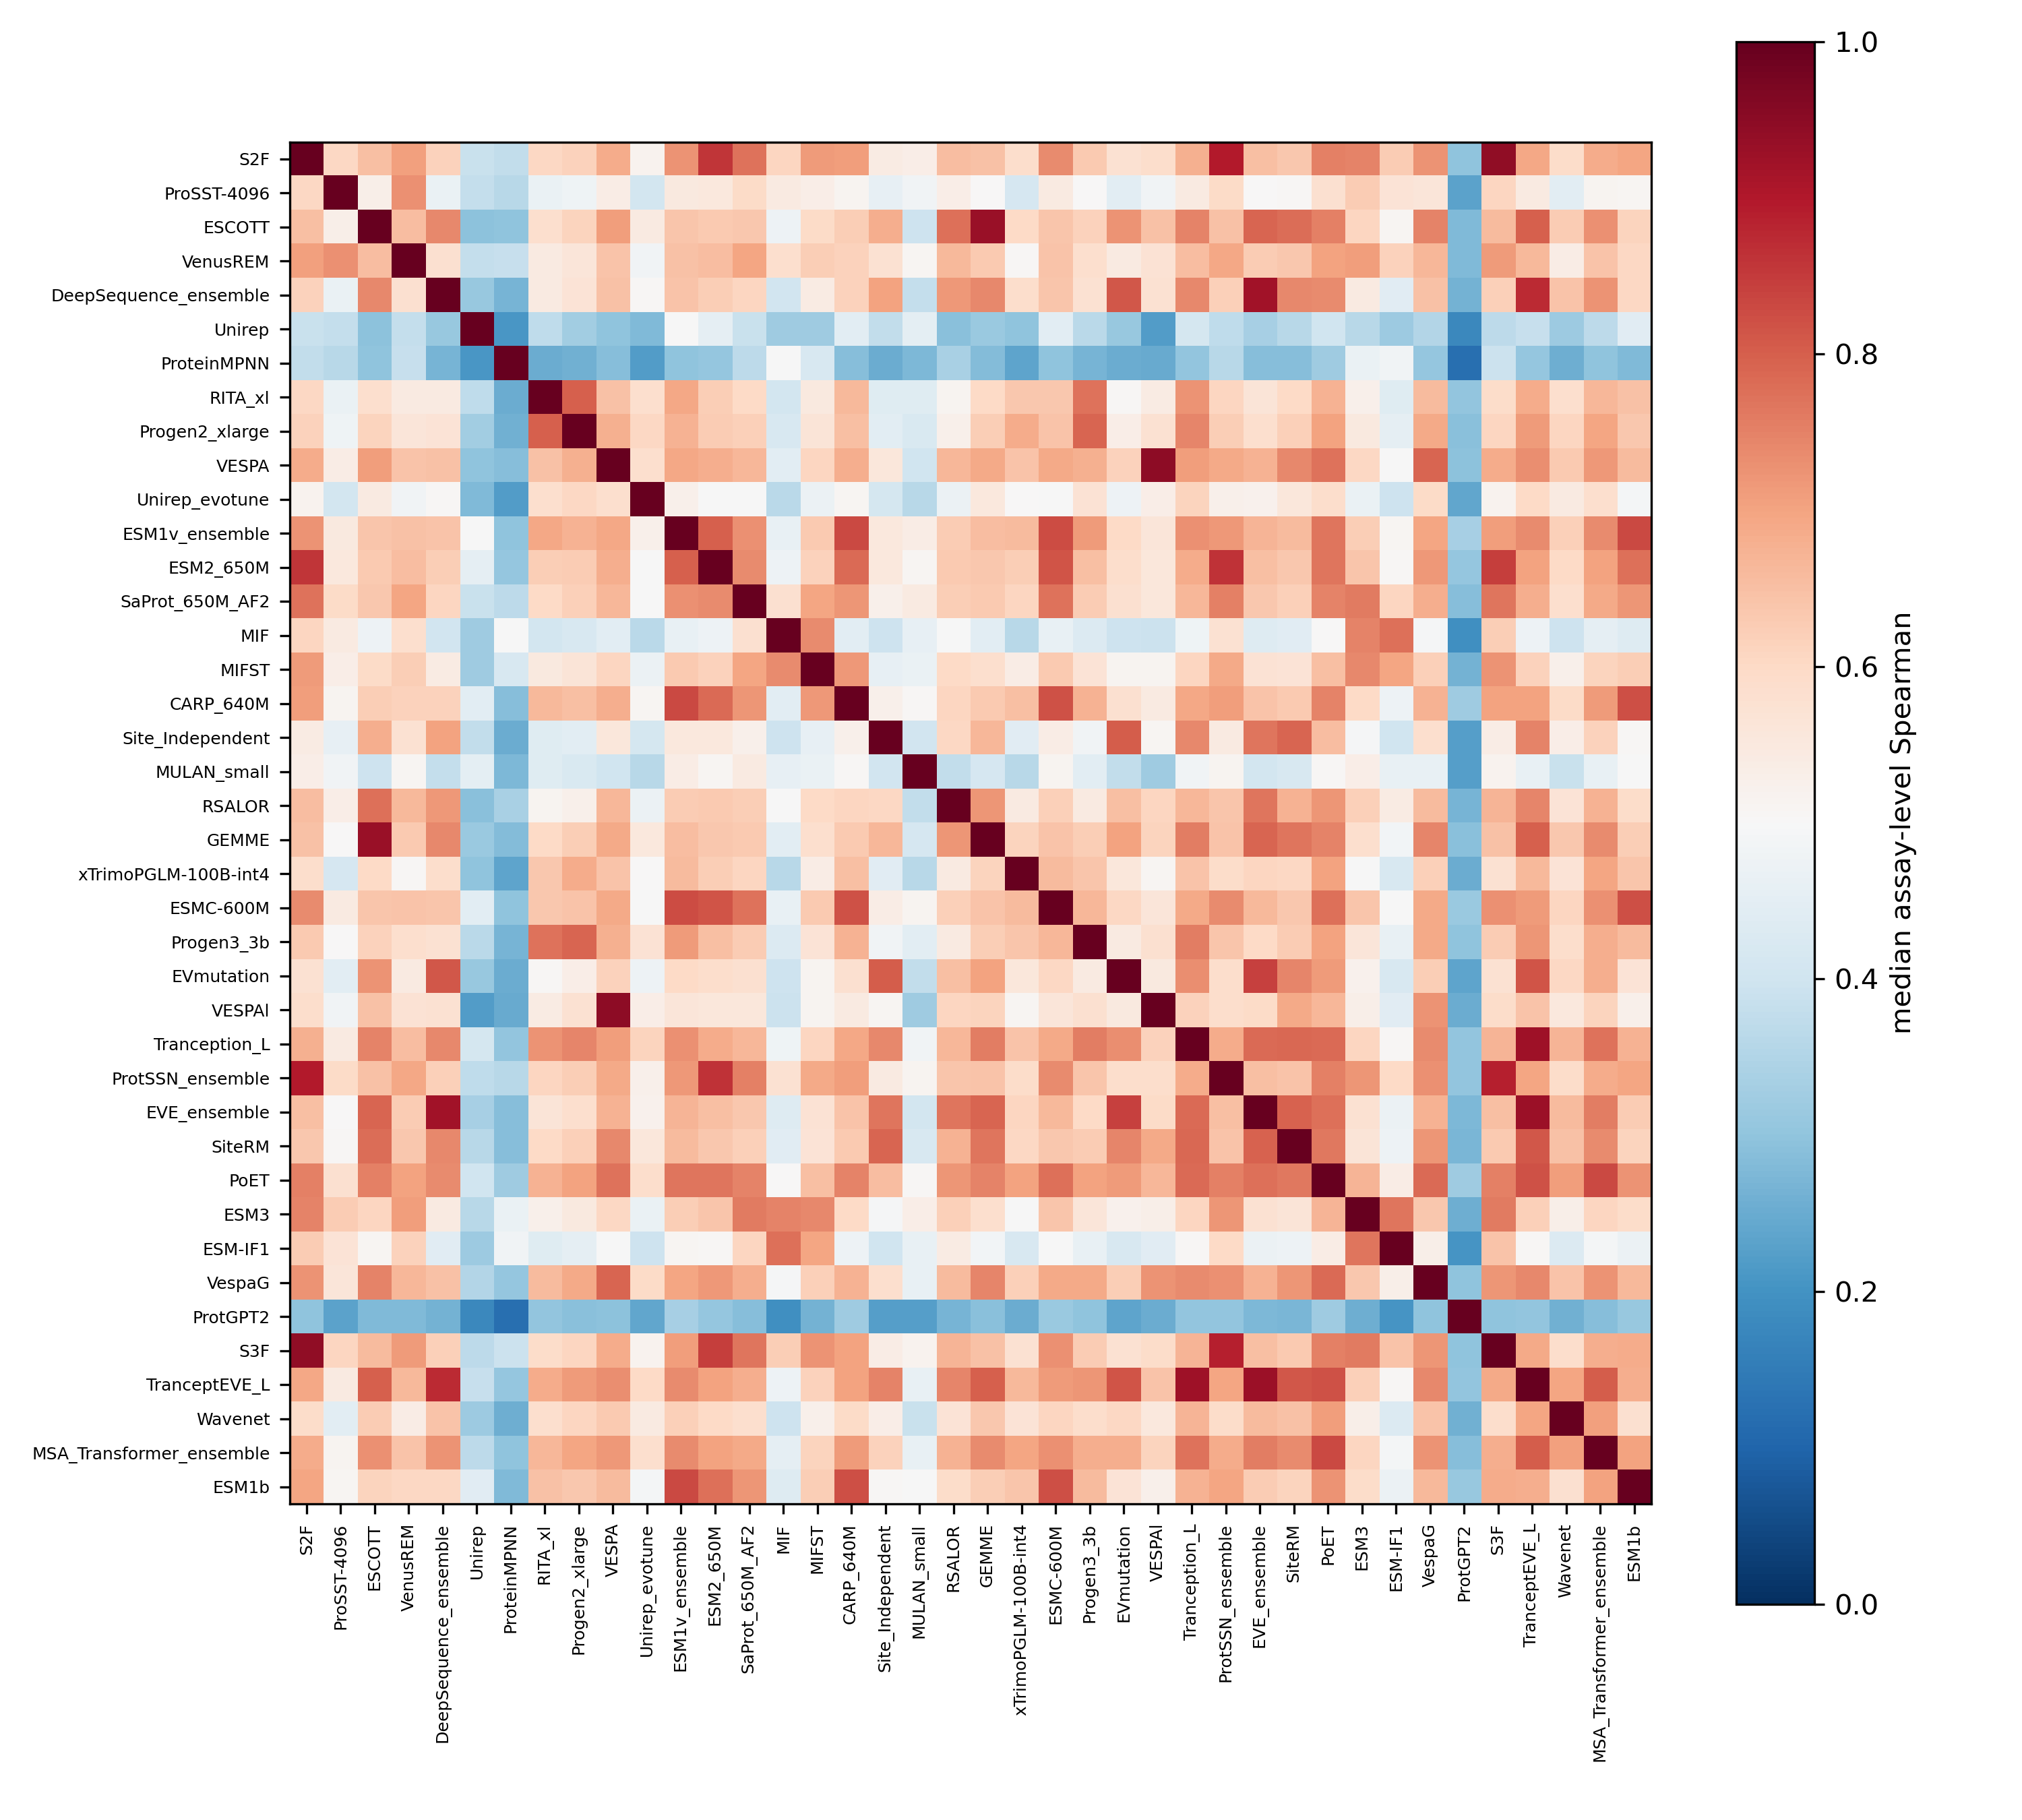 S2F
ProSST-4096
ESCOTT
VenusREM
DeepSequence_ensemble
Unirep
ProteinMPNN
RITA_xl
Progen2_xlarge
VESPA
Unirep_evotune
ESM1v_ensemble
ESM2_650M
SaProt_650M_AF2
MIF
MIFST
CARP_640M
Site_Independent
MULAN_small
RSALOR
GEMME
xTrimoPGLM-100B-int4
ESMC-600M
Progen3_3b
EVmutation
VESPAl
Tranception_L
ProtSSN_ensemble
EVE_ensemble
SiteRM
PoET
ESM3
ESM-IF1
VespaG
ProtGPT2
S3F
TranceptEVE_L
Wavenet
MSA_Transformer_ensemble
ESM1b
S2F
ProSST-4096
ESCOTT
VenusREM
DeepSequence_ensemble
Unirep
ProteinMPNN
RITA_xl
Progen2_xlarge
VESPA
Unirep_evotune
ESM1v_ensemble
ESM2_650M
SaProt_650M_AF2
MIF
MIFST
CARP_640M
Site_Independent
MULAN_small
RSALOR
GEMME
xTrimoPGLM-100B-int4
ESMC-600M
Progen3_3b
EVmutation
VESPAl
Tranception_L
ProtSSN_ensemble
EVE_ensemble
SiteRM
PoET
ESM3
ESM-IF1
VespaG
ProtGPT2
S3F
TranceptEVE_L
Wavenet
MSA_Transformer_ensemble
ESM1b
1.0
0.8
0.6
0.4
0.2
0.0
median assay-level Spearman